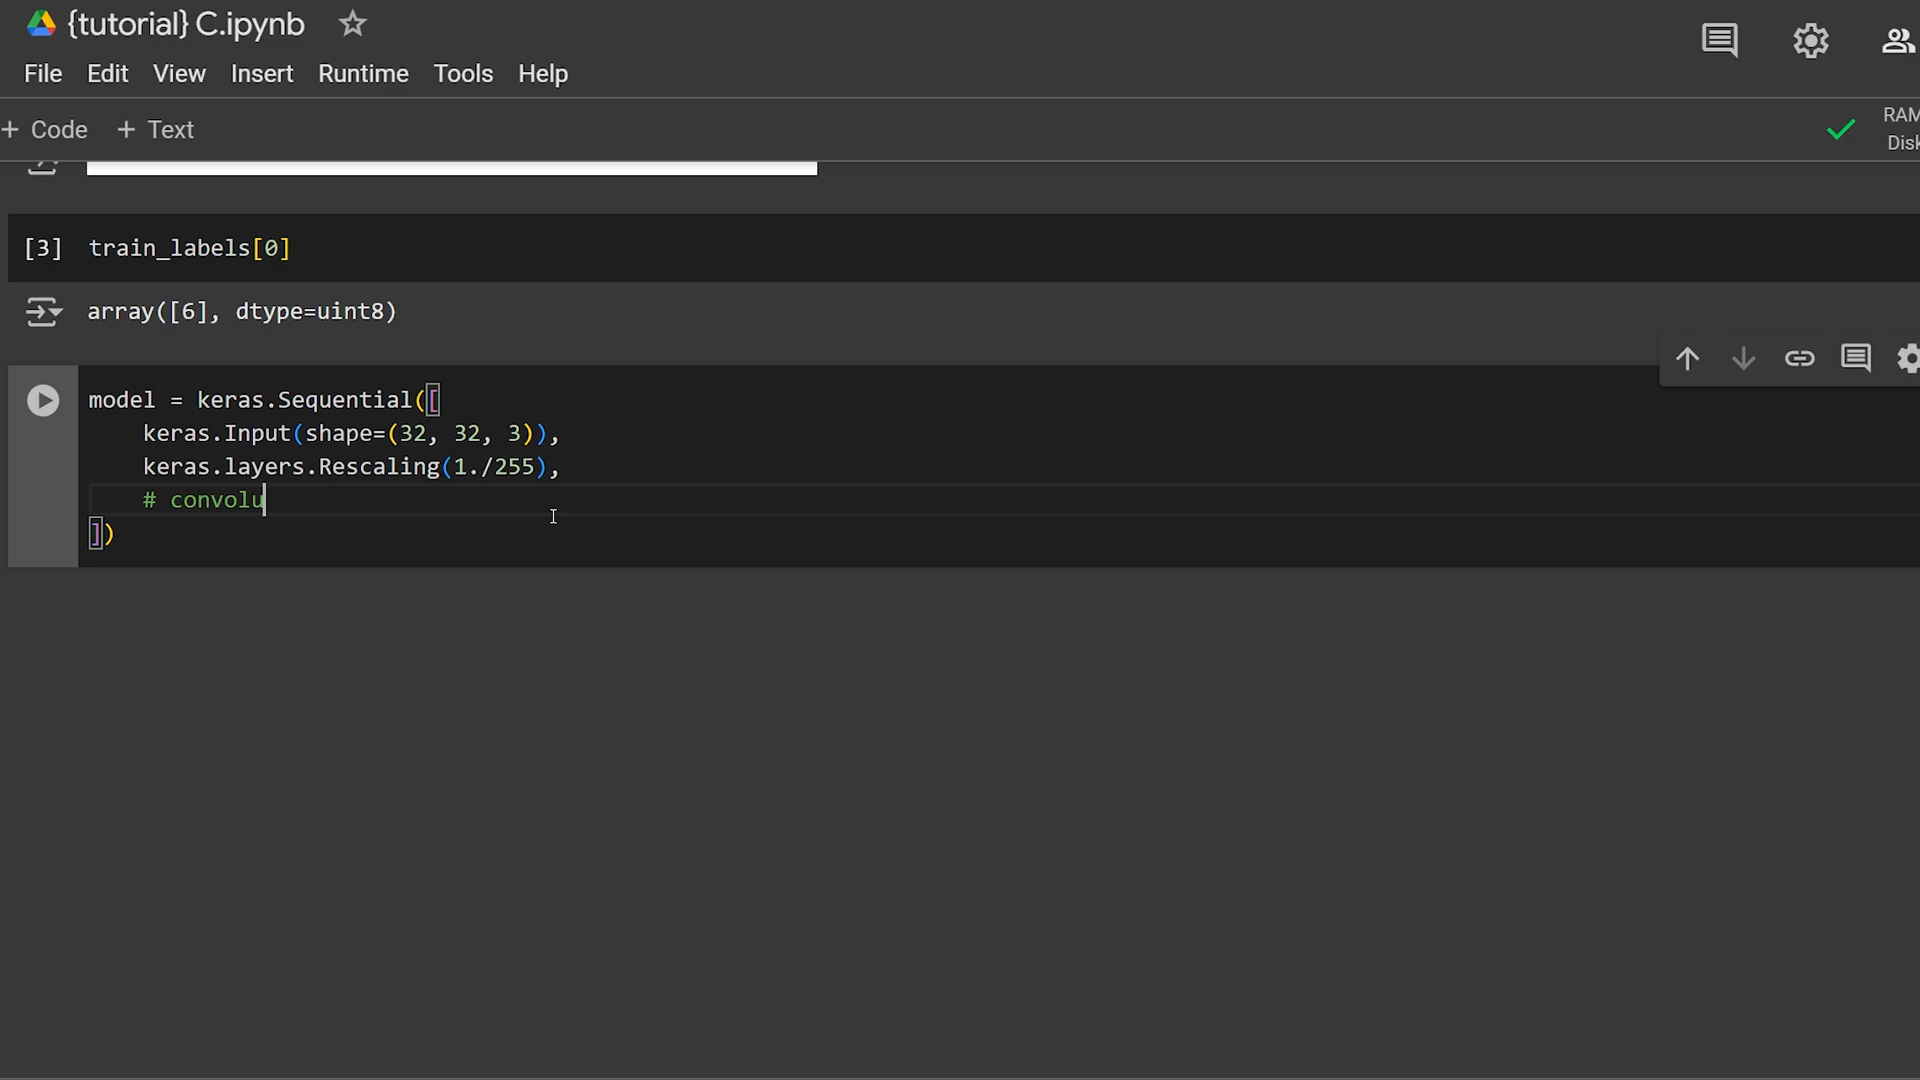 {tutorial} C.ipynb
File Edit View Insert Runtime Tools Help
+ Code + Text
RAM
Disk
[3] train_labels[0]
array([6], dtype=uint8)
model = keras.Sequential([
keras.Input(shape=(32, 32, 3)),
keras.layers.Rescaling(1./255),
# convolu
])